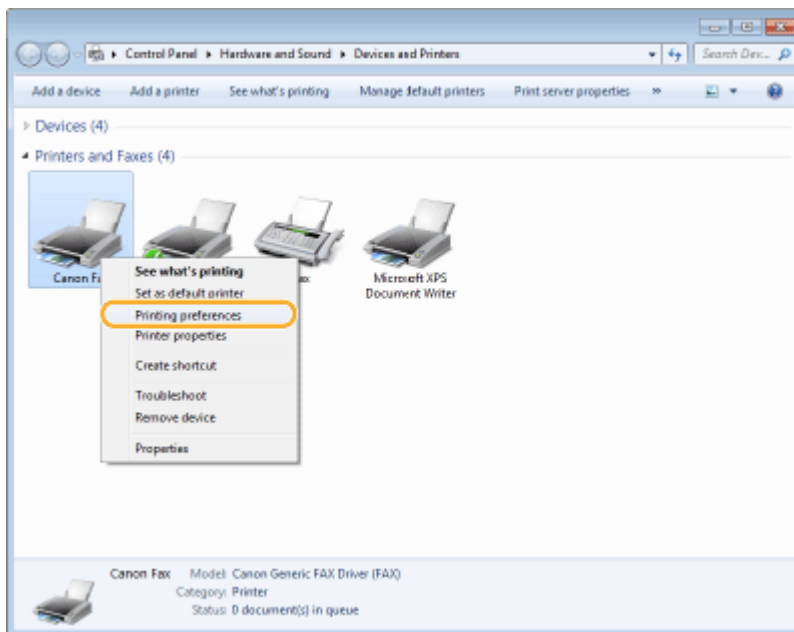 Control Panel ▸ Hardware and Sound ▸ Devices and Printers
Search Dev...
Add a device Add a printer See what's printing Manage default printers Print server properties »
Devices (4)
Printers and Faxes (4)
Canon Fa
ax
Microsoft XPS
Document Writer
See what's printing
Set as default printer
Printing preferences
Printer properties
Create shortcut
Troubleshoot
Remove device
Properties
Canon Fax Model: Canon Generic FAX Driver (FAX)
Category: Printer
Status: 0 document(s) in queue